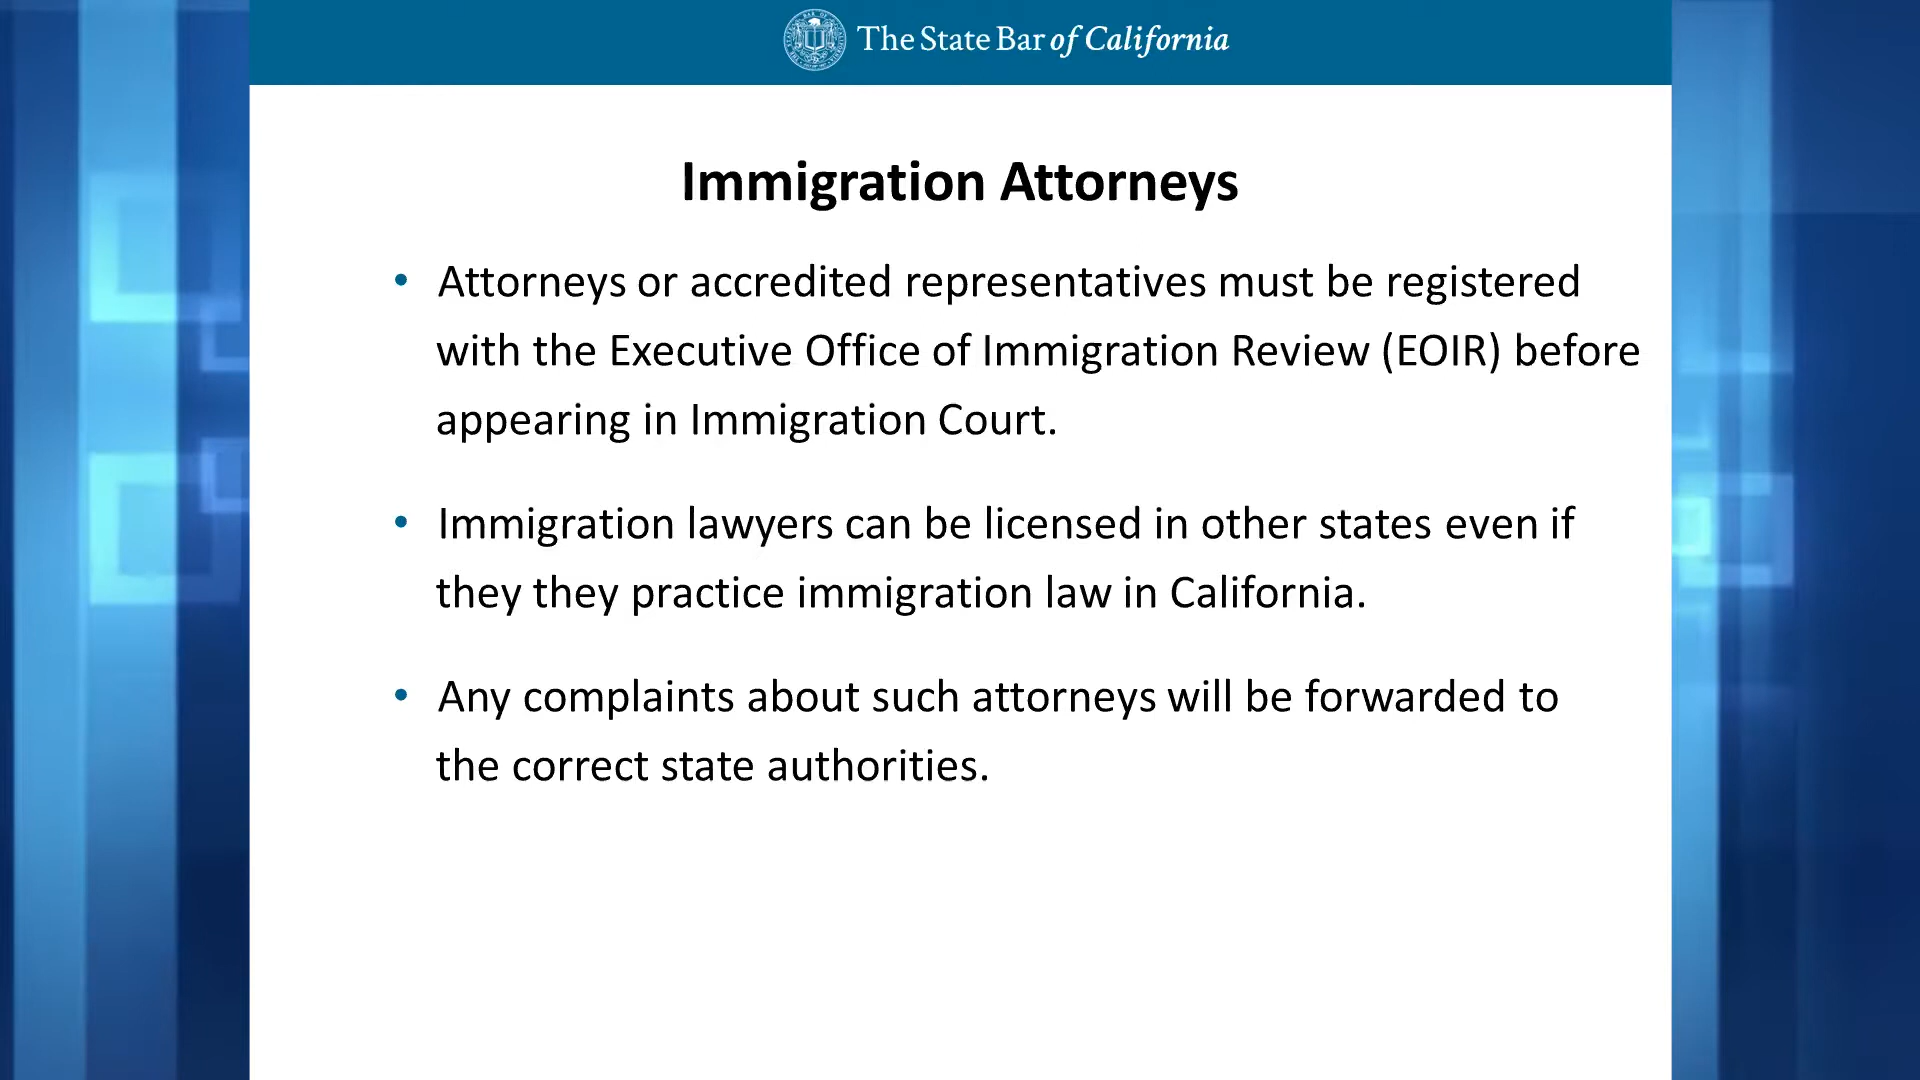 The State Bar of California
Immigration Attorneys
• Attorneys or accredited representatives must be registered
with the Executive Office of Immigration Review (EOIR) before
appearing in Immigration Court.
• Immigration lawyers can be licensed in other states even if
they they practice immigration law in California.
• Any complaints about such attorneys will be forwarded to
the correct state authorities.